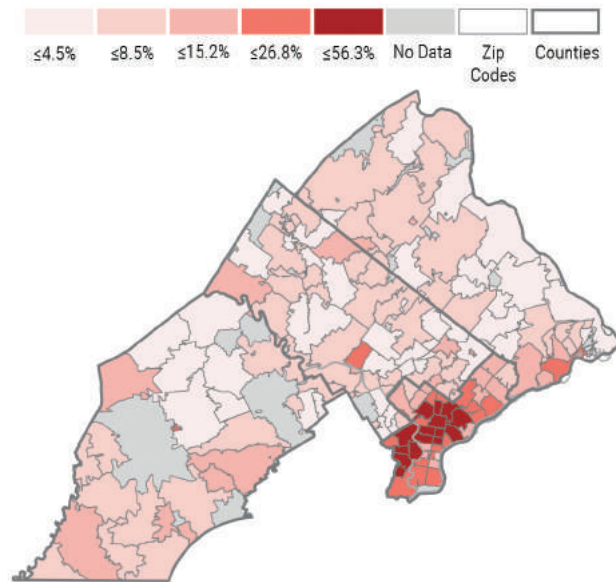 ≤4.5% ≤8.5% ≤15.2% ≤26.8% ≤56.3% No Data Zip Counties
Codes